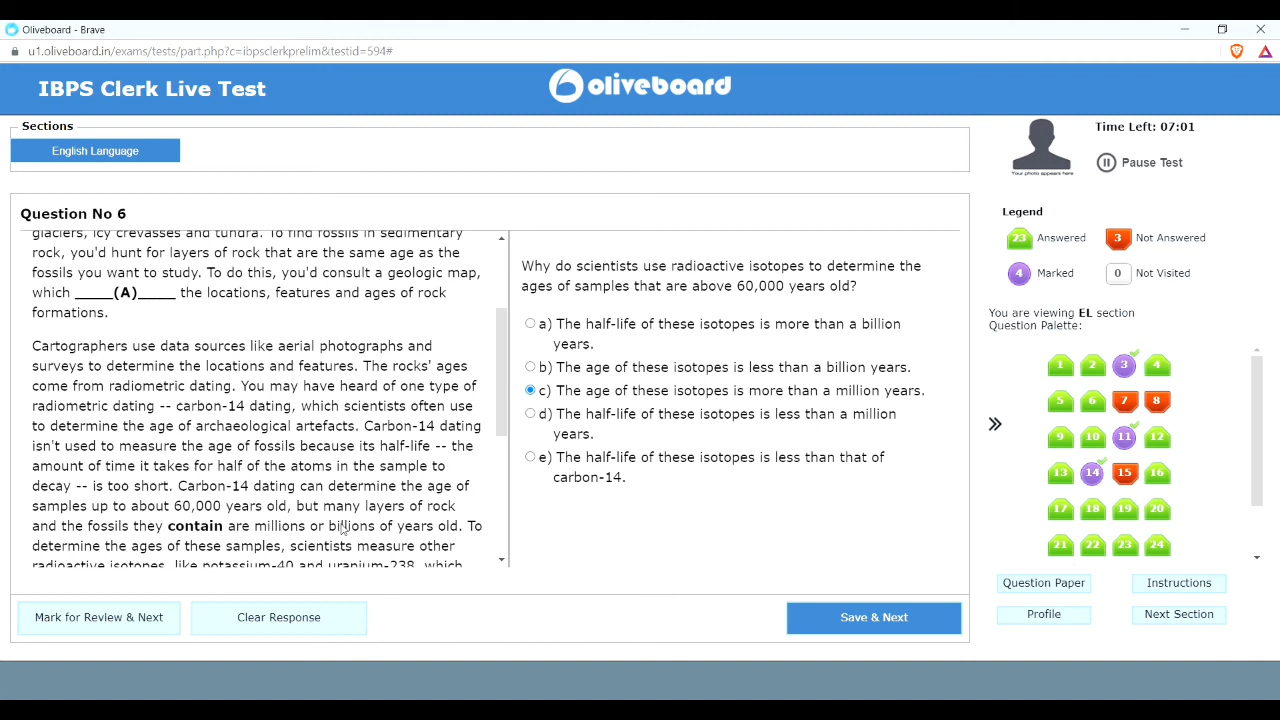 Oliveboard - Brave
u1.oliveboard.in/exams/tests/part.php?c=ibpsclerkprelim&testid=594#
IBPS Clerk Live Test
oliveboard
Sections
English Language
Your photo appears here
Time Left: 07:01
Pause Test
Question No 6
glaciers, icy crevasses and tundra. To find fossils in sedimentary
rock, you'd hunt for layers of rock that are the same age as the
fossils you want to study. To do this, you'd consult a geologic map,
which ____(A)____ the locations, features and ages of rock
formations.
Cartographers use data sources like aerial photographs and
surveys to determine the locations and features. The rocks' ages
come from radiometric dating. You may have heard of one type of
radiometric dating -- carbon-14 dating, which scientists often use
to determine the age of archaeological artefacts. Carbon-14 dating
isn't used to measure the age of fossils because its half-life -- the
amount of time it takes for half of the atoms in the sample to
decay -- is too short. Carbon-14 dating can determine the age of
samples up to about 60,000 years old, but many layers of rock
and the fossils they contain are millions or billions of years old. To
determine the ages of these samples, scientists measure other
radioactive isotopes, like potassium-40 and uranium-238, which
Why do scientists use radioactive isotopes to determine the
ages of samples that are above 60,000 years old?
a) The half-life of these isotopes is more than a billion
years.
b) The age of these isotopes is less than a billion years.
c) The age of these isotopes is more than a million years.
d) The half-life of these isotopes is less than a million
years.
e) The half-life of these isotopes is less than that of
carbon-14.
Legend
23 Answered 3 Not Answered
4 Marked 0 Not Visited
You are viewing EL section
Question Palette:
1 2 3 4
5 6 7 8
9 10 11 12
13 14 15 16
17 18 19 20
21 22 23 24
Question Paper Instructions
Profile Next Section
Mark for Review & Next Clear Response Save & Next